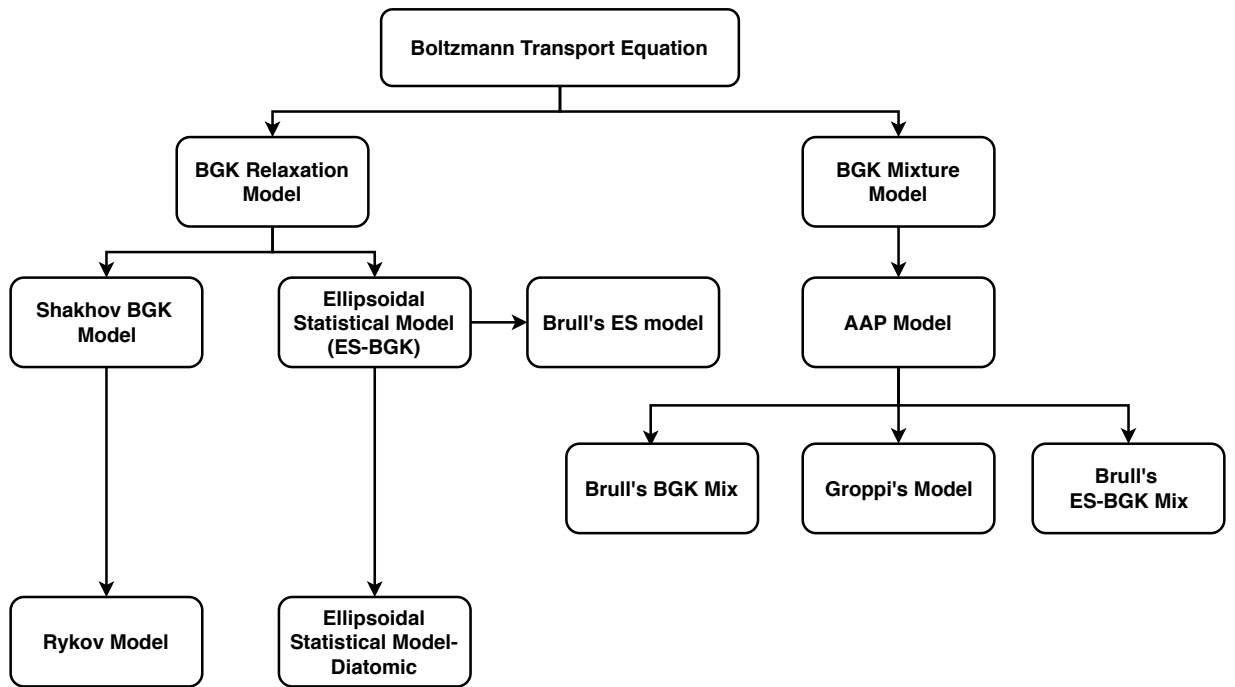 Boltzmann Transport Equation
BGK Relaxation
Model
BGK Mixture
Model
Shakhov BGK
Model
Ellipsoidal
Statistical Model
(ES-BGK)
Brull's ES model
AAP Model
Brull's BGK Mix
Groppi's Model
Brull's
ES-BGK Mix
Rykov Model
Ellipsoidal
Statistical Model-
Diatomic